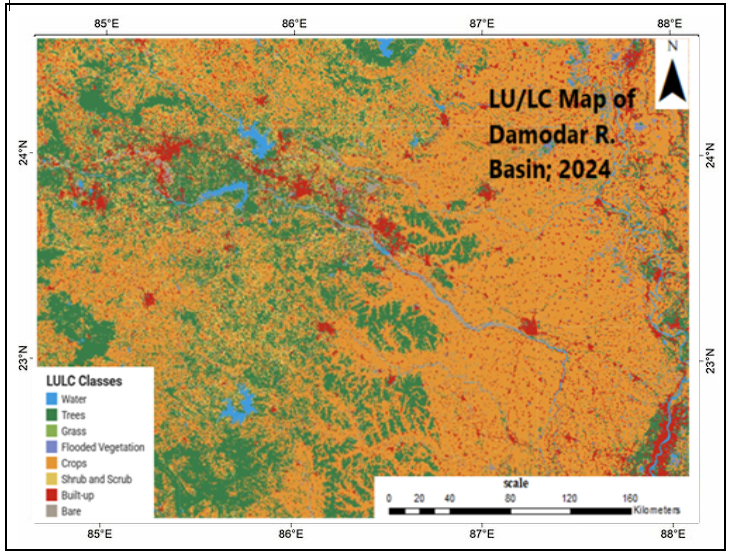 85°E 86°E 87°E 88°E
N
LU/LC Map of
Damodar R.
Basin; 2024
24°N 24°N
23°N 23°N
LULC Classes
Water
Trees
Grass
Flooded Vegetation
Crops
Shrub and Scrub
Built-up
Bare
scale
0 20 40 80 120 160
Kilometers
85°E 86°E 87°E 88°E